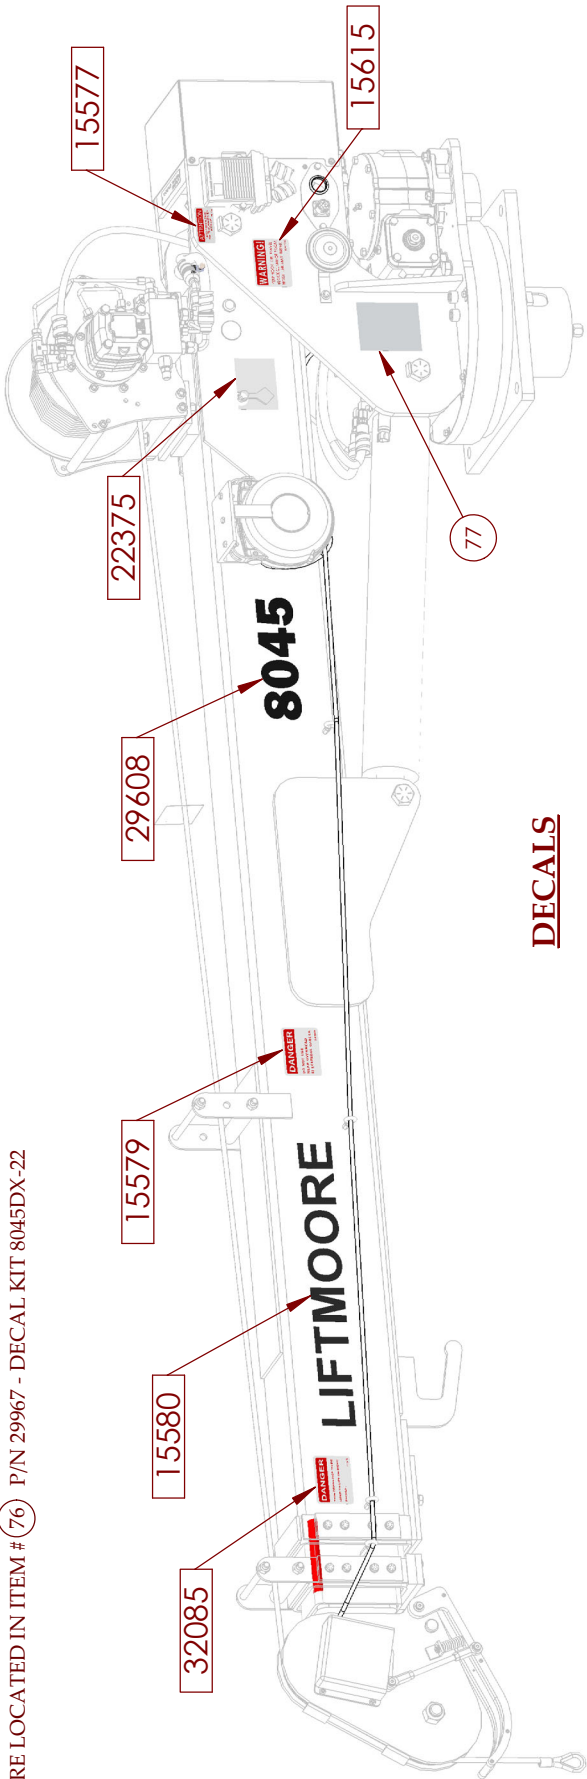 RE LOCATED IN ITEM # 76 P/N 29967 - DECAL KIT 8045DX-22
32085
15580
15579
29608
22375
15577
15615
77
DANGER
LIFTMOORE
DANGER
8045
WARNING!
DECALS